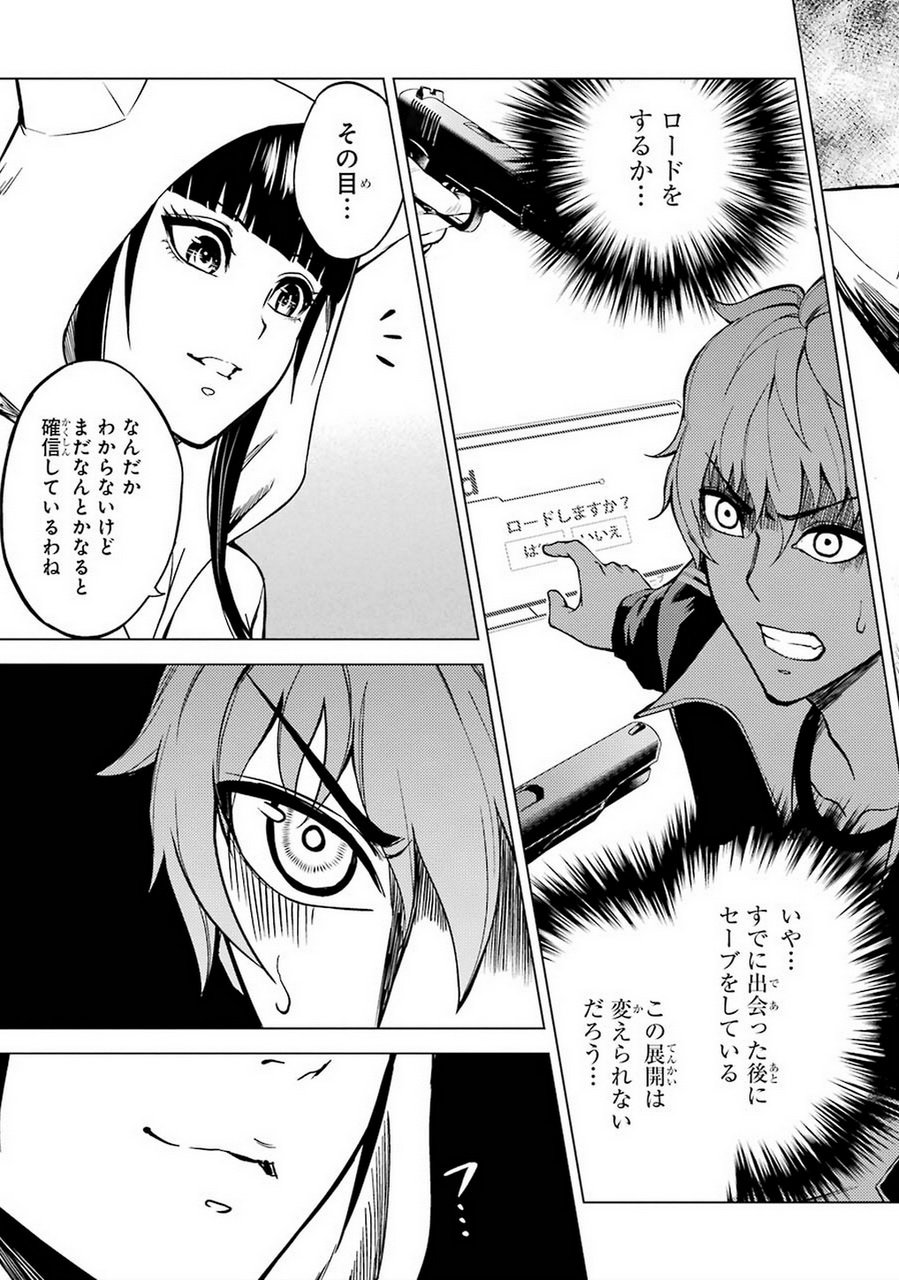 ロードを
するか…
d
ロードしますか？
はい
いいえ
いや…
すでに出会った後に
セーブをしている
この展開は
変えられない
だろう…
その目…
なんだか
わからないけど
まだなんとかなると
確信しているわね
…?